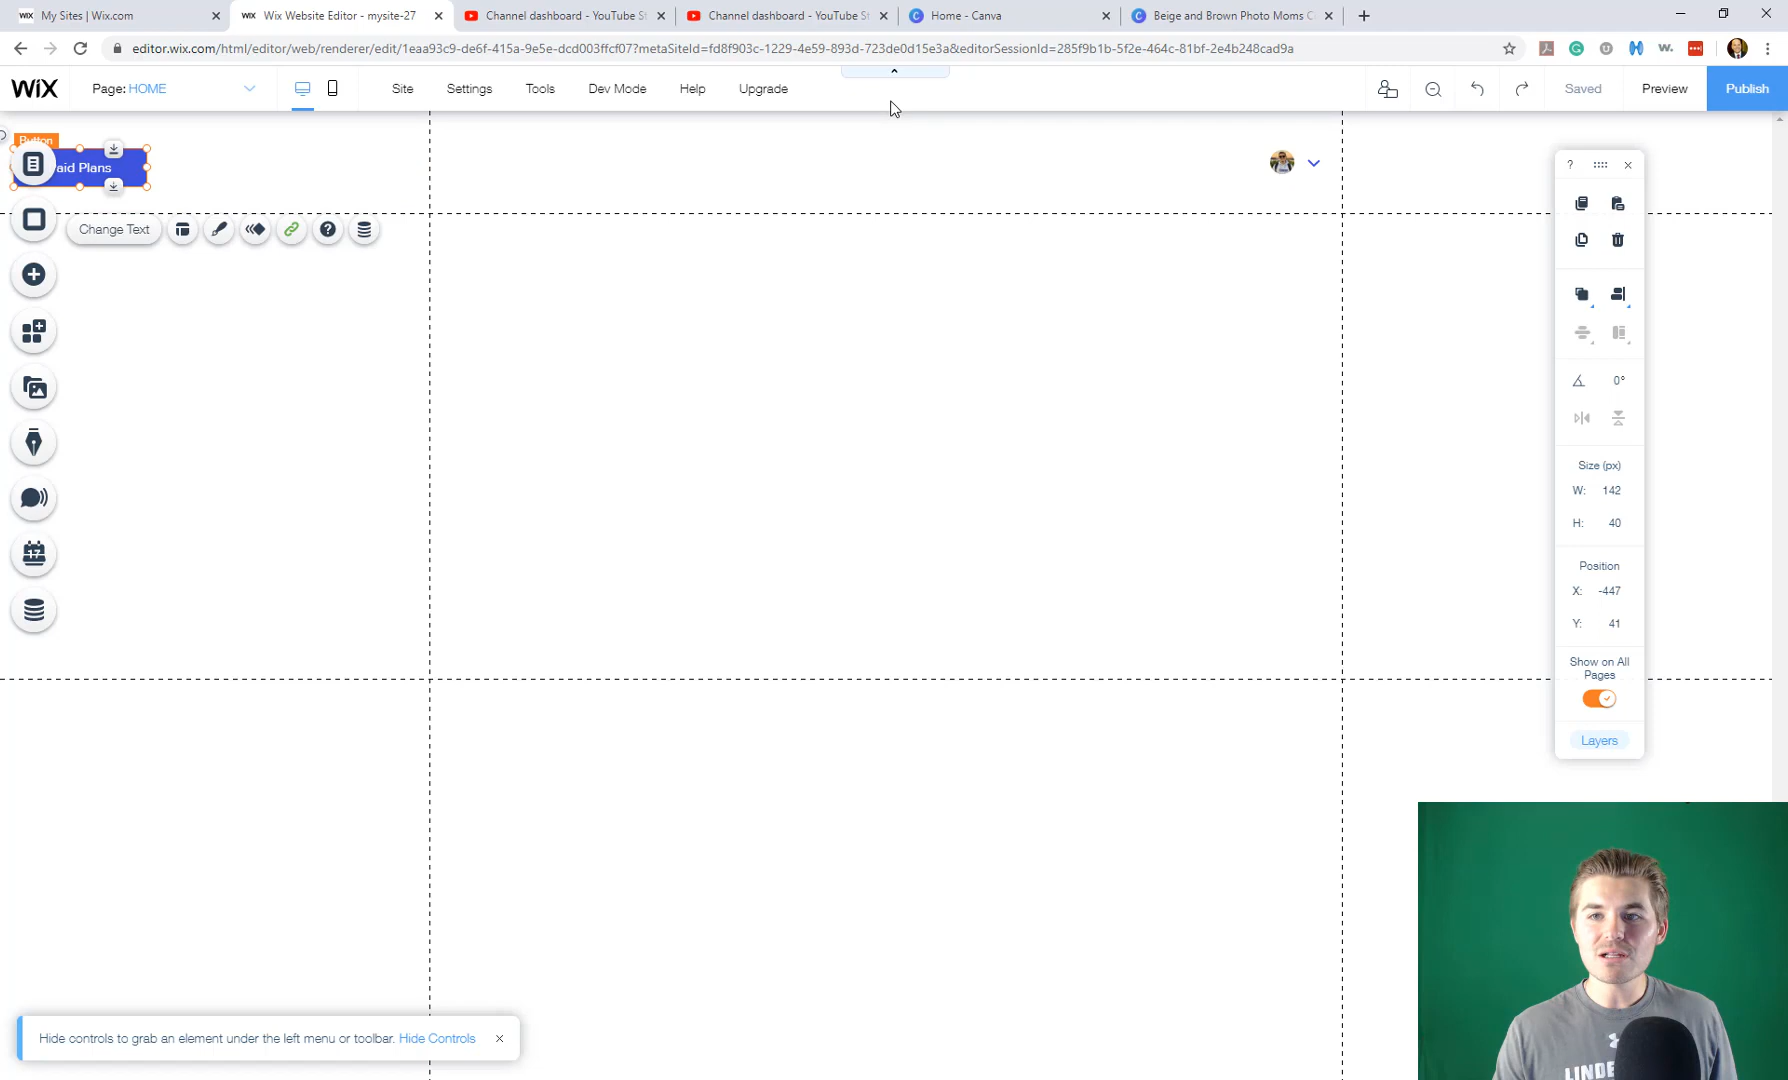 WIX My Sites | Wix.com
WIX Wix Website Editor - mysite-27
Channel dashboard - YouTube St
Channel dashboard - YouTube St
C Home - Canva
C Beige and Brown Photo Moms C
editor.wix.com/html/editor/web/renderer/edit/1eaa93c9-de6f-415a-9e5e-dcd003ffcf07?metaSiteId=fd8f903c-1229-4e59-893d-723de0d15e3a&editorSessionId=285f9b1b-5f2e-464c-81bf-2e4b248cad9a
WiX
Page: HOME
Site
Settings
Tools
Dev Mode
Help
Upgrade
Saved
Preview
Publish
Button
aid Plans
Change Text
17
?
0°
Size (px)
W: 142
H: 40
Position
X: -447
Y: 41
Show on All
Pages
Layers
Hide controls to grab an element under the left menu or toolbar. Hide Controls